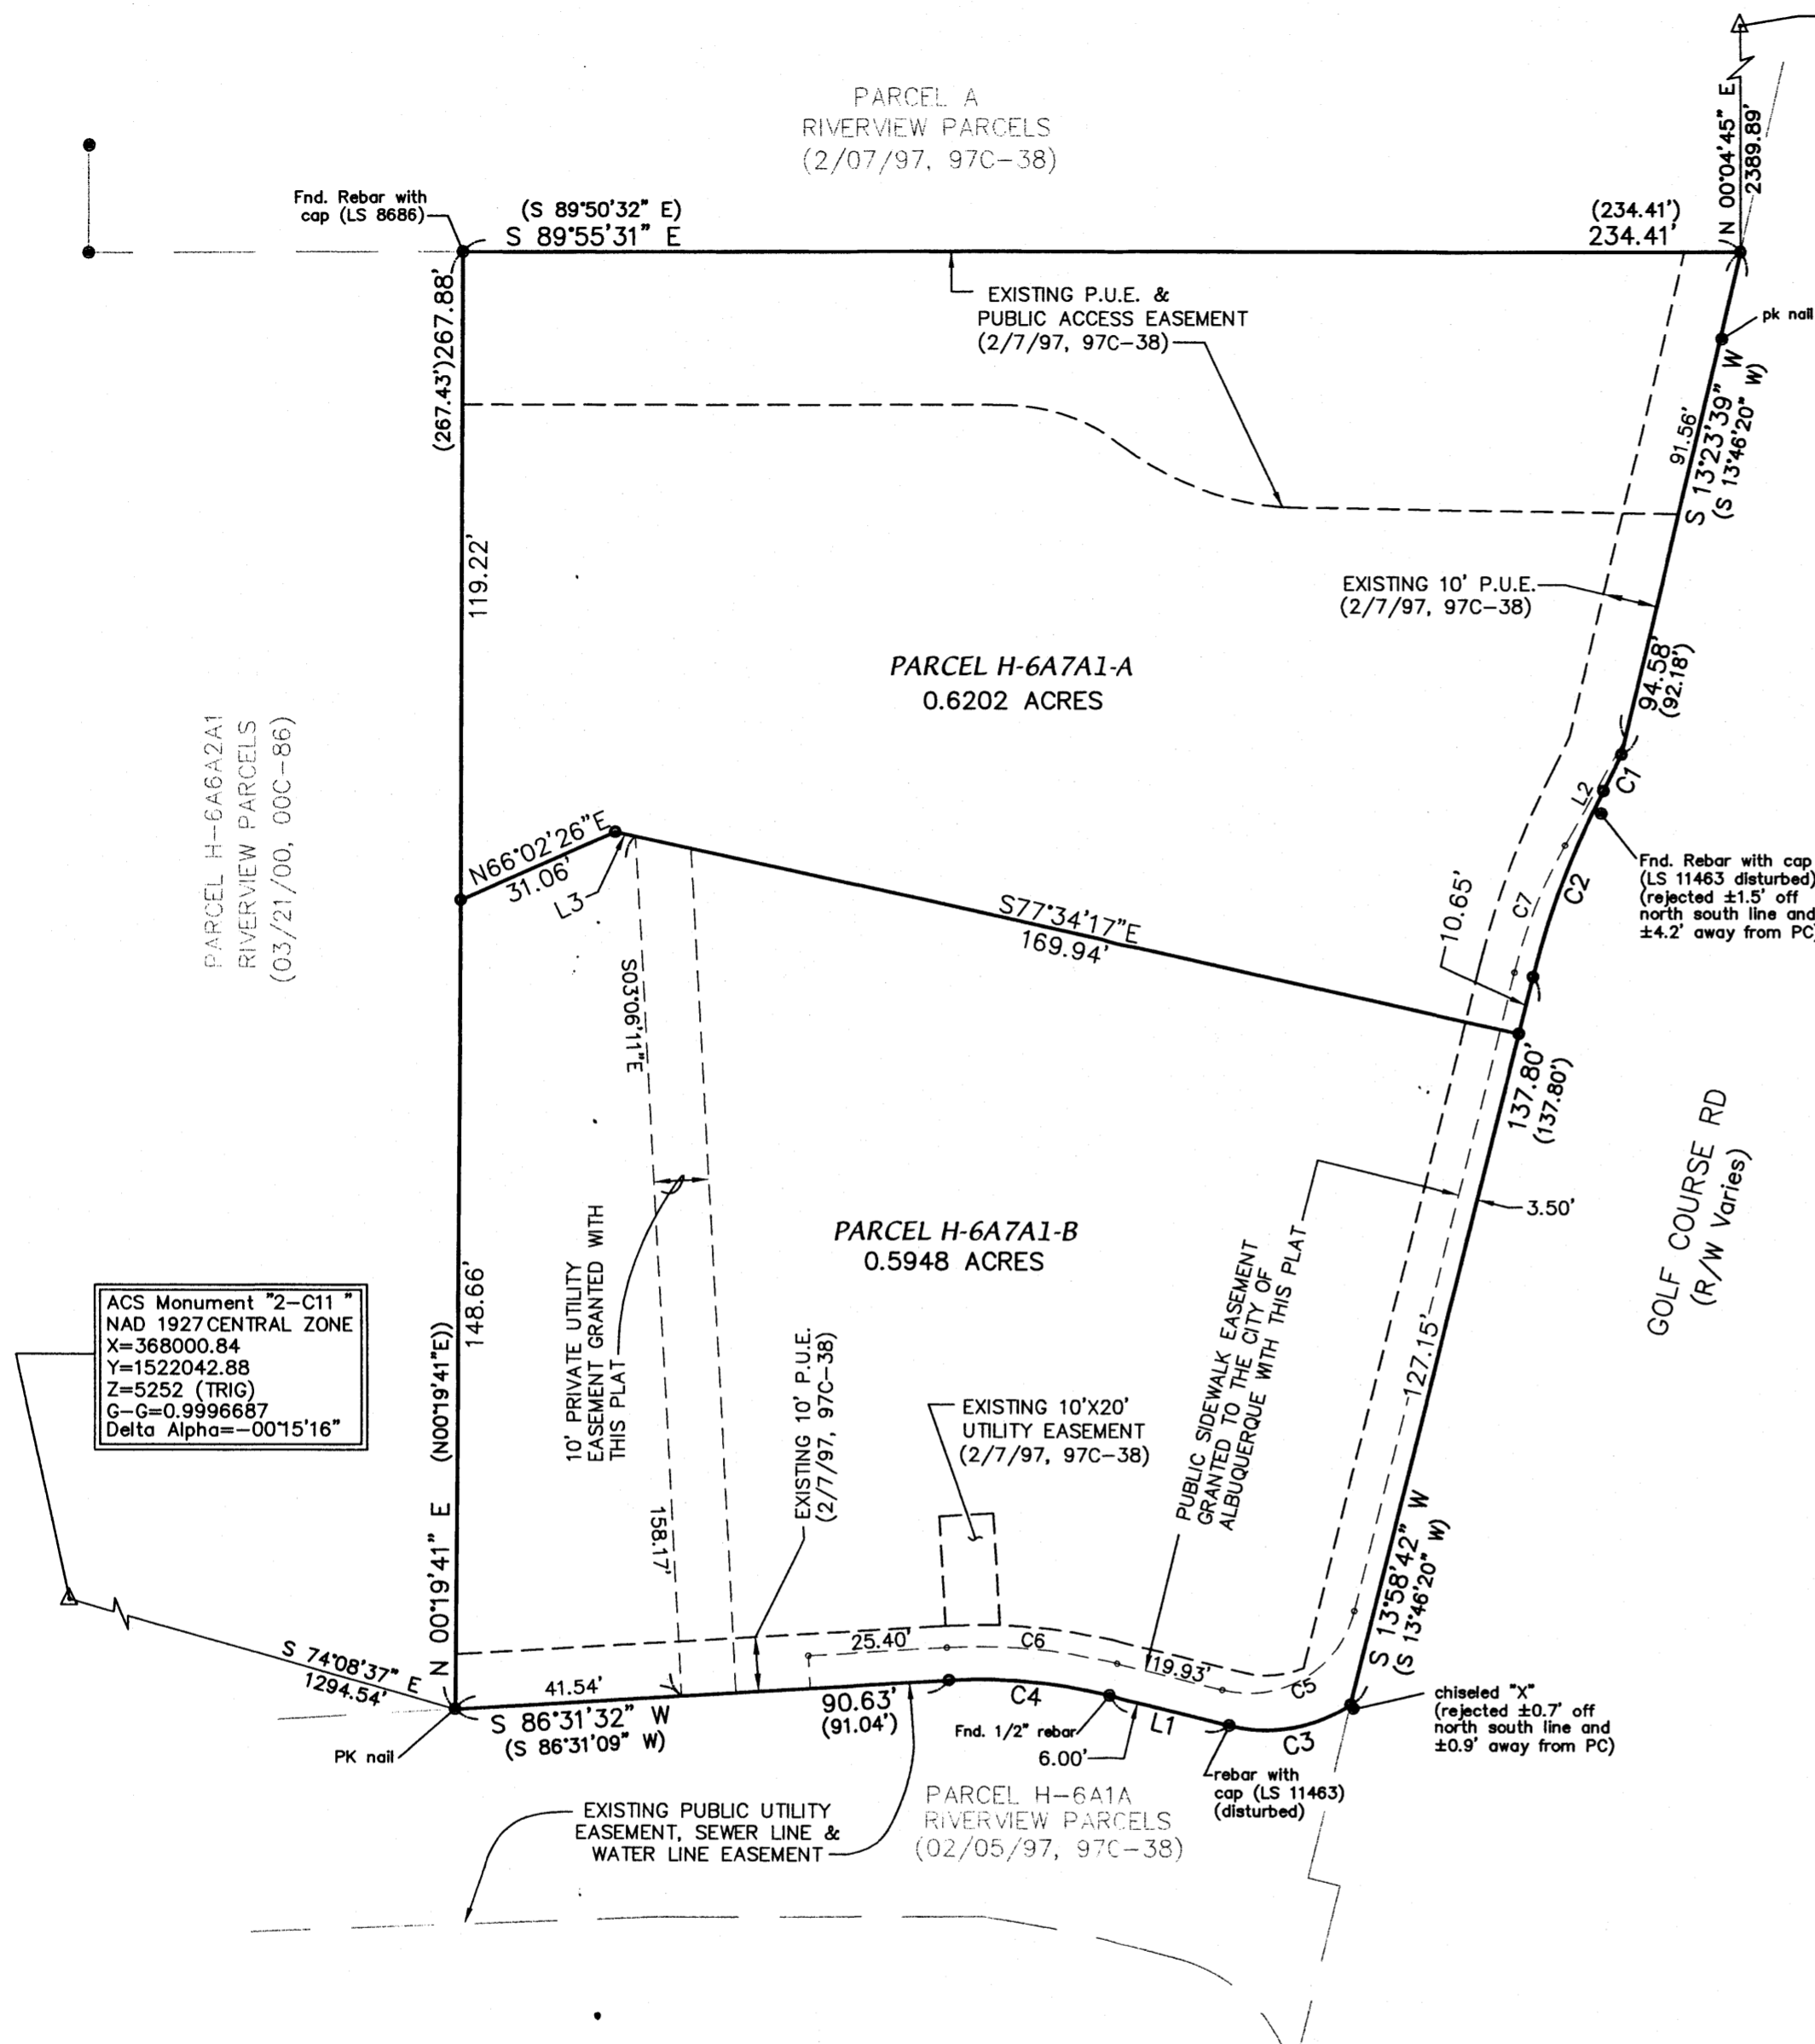 PARCEL A
RIVERVIEW PARCELS
(2/07/97, 97C-38)
N 00°04'45" E
2389.89'
Fnd. Rebar with
cap (LS 8686)
(S 89°50'32" E)
S 89°55'31" E
(234.41')
234.41'
EXISTING P.U.E. &
PUBLIC ACCESS EASEMENT
(2/7/97, 97C-38)
pk nail
(267.43')267.88'
91.56'
S 13°23'39" W
(S 13°46'20" W)
119.22'
EXISTING 10' P.U.E.
(2/7/97, 97C-38)
94.58'
(92.18')
PARCEL H-6A7A1-A
0.6202 ACRES
PARCEL H-6A6A2A1
RIVERVIEW PARCELS
(03/21/00, 00C-86)
L2
C1
N66°02'26"E
31.06'
L3
Fnd. Rebar with cap
(LS 11463 disturbed)
(rejected ±1.5' off
north south line and
±4.2' away from PC)
C2
C7
S77°34'17"E
169.94'
10.65'
S03°06'11"E
137.80'
(137.80')
GOLF COURSE RD
(R/W Varies)
3.50'
PARCEL H-6A7A1-B
0.5948 ACRES
10' PRIVATE UTILITY
EASEMENT GRANTED WITH
THIS PLAT
PUBLIC SIDEWALK EASEMENT
GRANTED TO THE CITY OF
ALBUQUERQUE WITH THIS PLAT
ACS Monument "2-C11 "
NAD 1927 CENTRAL ZONE
X=368000.84
Y=1522042.88
Z=5252 (TRIG)
G-G=0.9996687
Delta Alpha=-00°15'16"
148.66'
(N00°19'41"E))
N 00°19'41" E
EXISTING 10' P.U.E.
(2/7/97, 97C-38)
EXISTING 10'X20'
UTILITY EASEMENT
(2/7/97, 97C-38)
127.15'
158.17'
S 13°58'42" W
(S 13°46'20" W)
S 74°08'37" E
1294.54'
25.40'
C6
19.93'
C5
41.54'
S 86°31'32" W
(S 86°31'09" W)
90.63'
(91.04')
C4
L1
C3
PK nail
Fnd. 1/2" rebar
6.00'
chiseled "X"
(rejected ±0.7' off
north south line and
±0.9' away from PC)
rebar with
cap (LS 11463)
(disturbed)
PARCEL H-6A1A
RIVERVIEW PARCELS
(02/05/97, 97C-38)
EXISTING PUBLIC UTILITY
EASEMENT, SEWER LINE &
WATER LINE EASEMENT